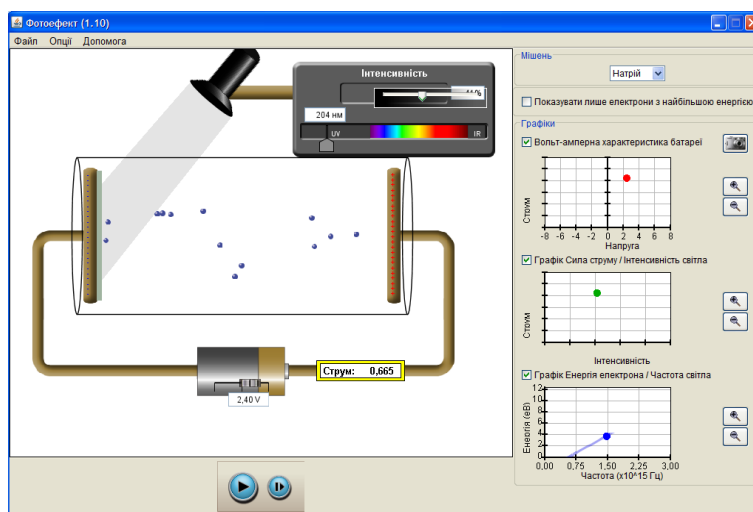 Фотоефект (1.10)
Файл Опції Допомога
Інтенсивність
204 нм
UV
IR
Струм: 0,665
2,40 V
Мішень
Натрій
Показувати лише електрони з найбільшою енергією
Графіки
Вольт-амперна характеристика батареї
Струм
-8 -6 -4 -2 0 2 4 6 8
Напруга
Графік Сила струму / Інтенсивність світла
Струм
Інтенсивність
Графік Енергія електрона / Частота світла
Енергія (еВ)
12
8
4
0
0,00 0,75 1,50 2,25 3,00
Частота (x10^15 Гц)